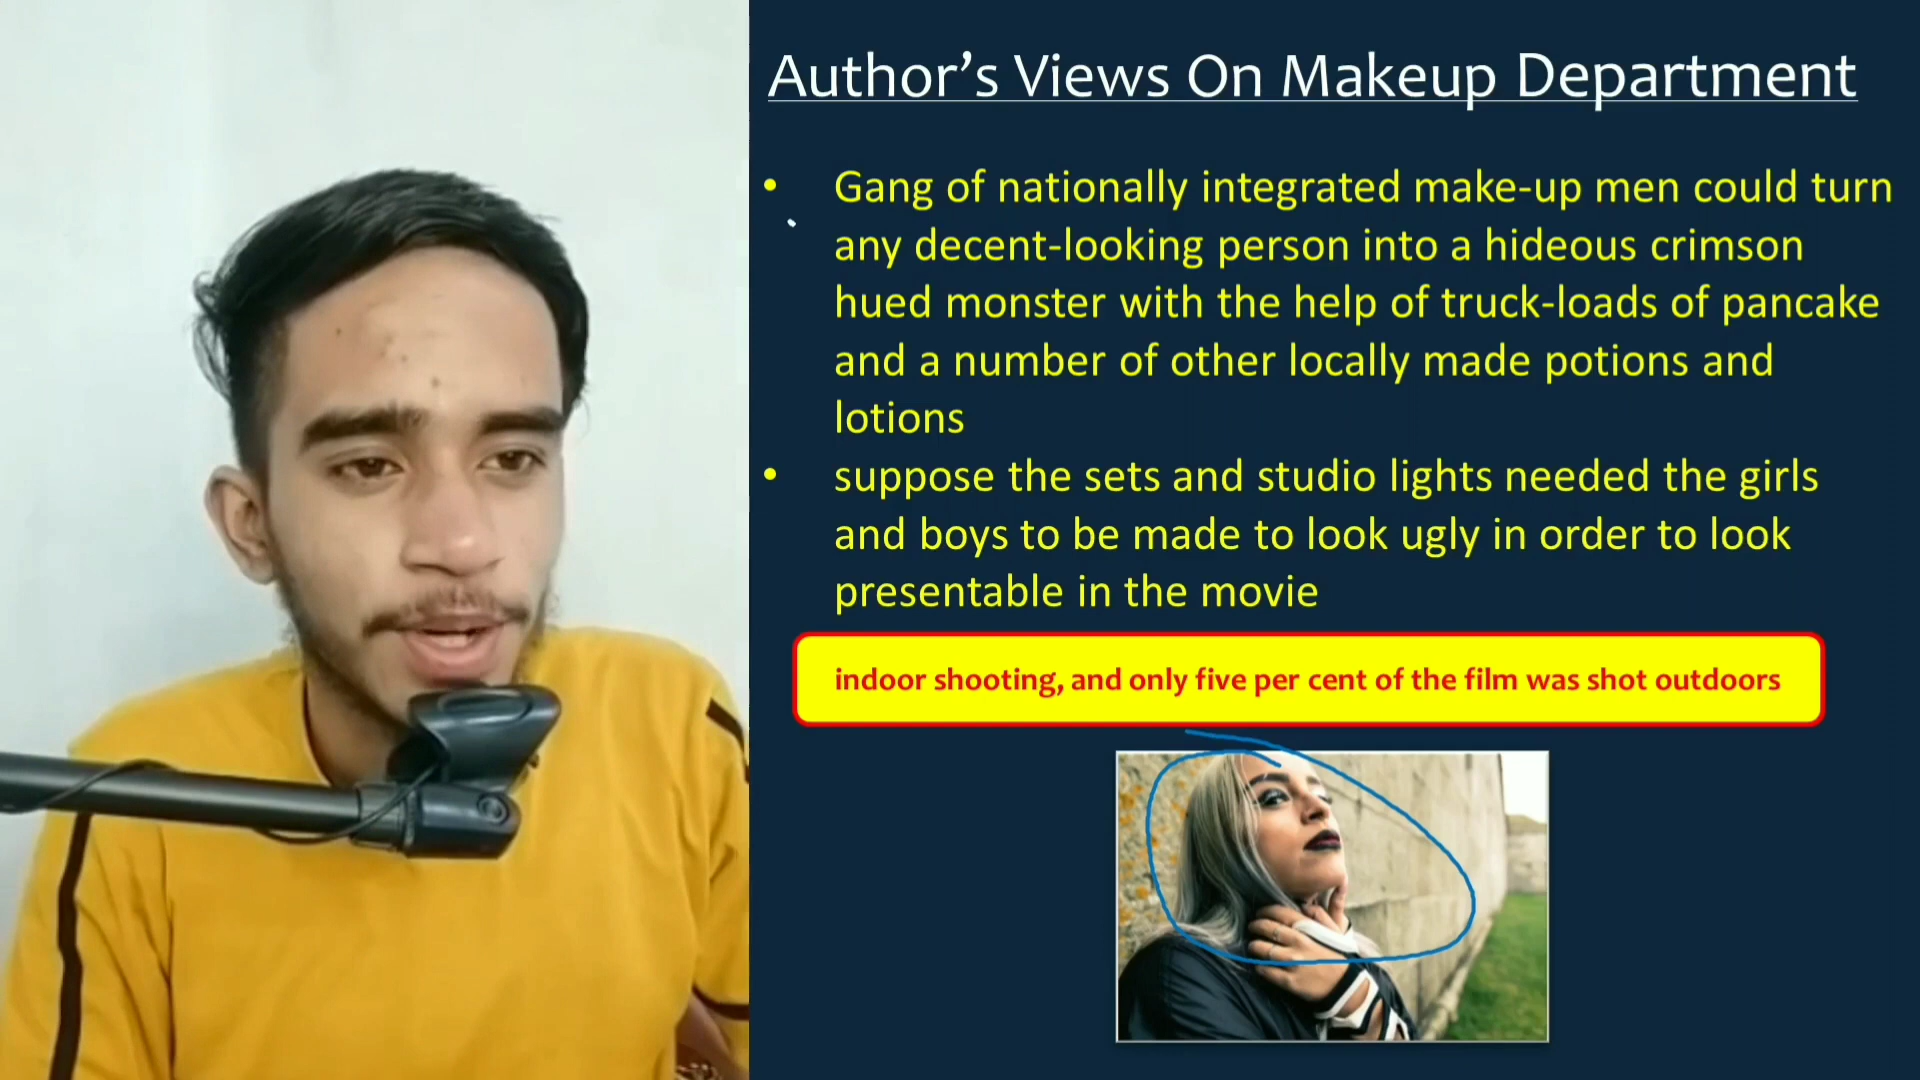 Author’s Views On Makeup Department
• Gang of nationally integrated make-up men could turn
any decent-looking person into a hideous crimson
hued monster with the help of truck-loads of pancake
and a number of other locally made potions and
lotions
• suppose the sets and studio lights needed the girls
and boys to be made to look ugly in order to look
presentable in the movie
indoor shooting, and only five per cent of the film was shot outdoors